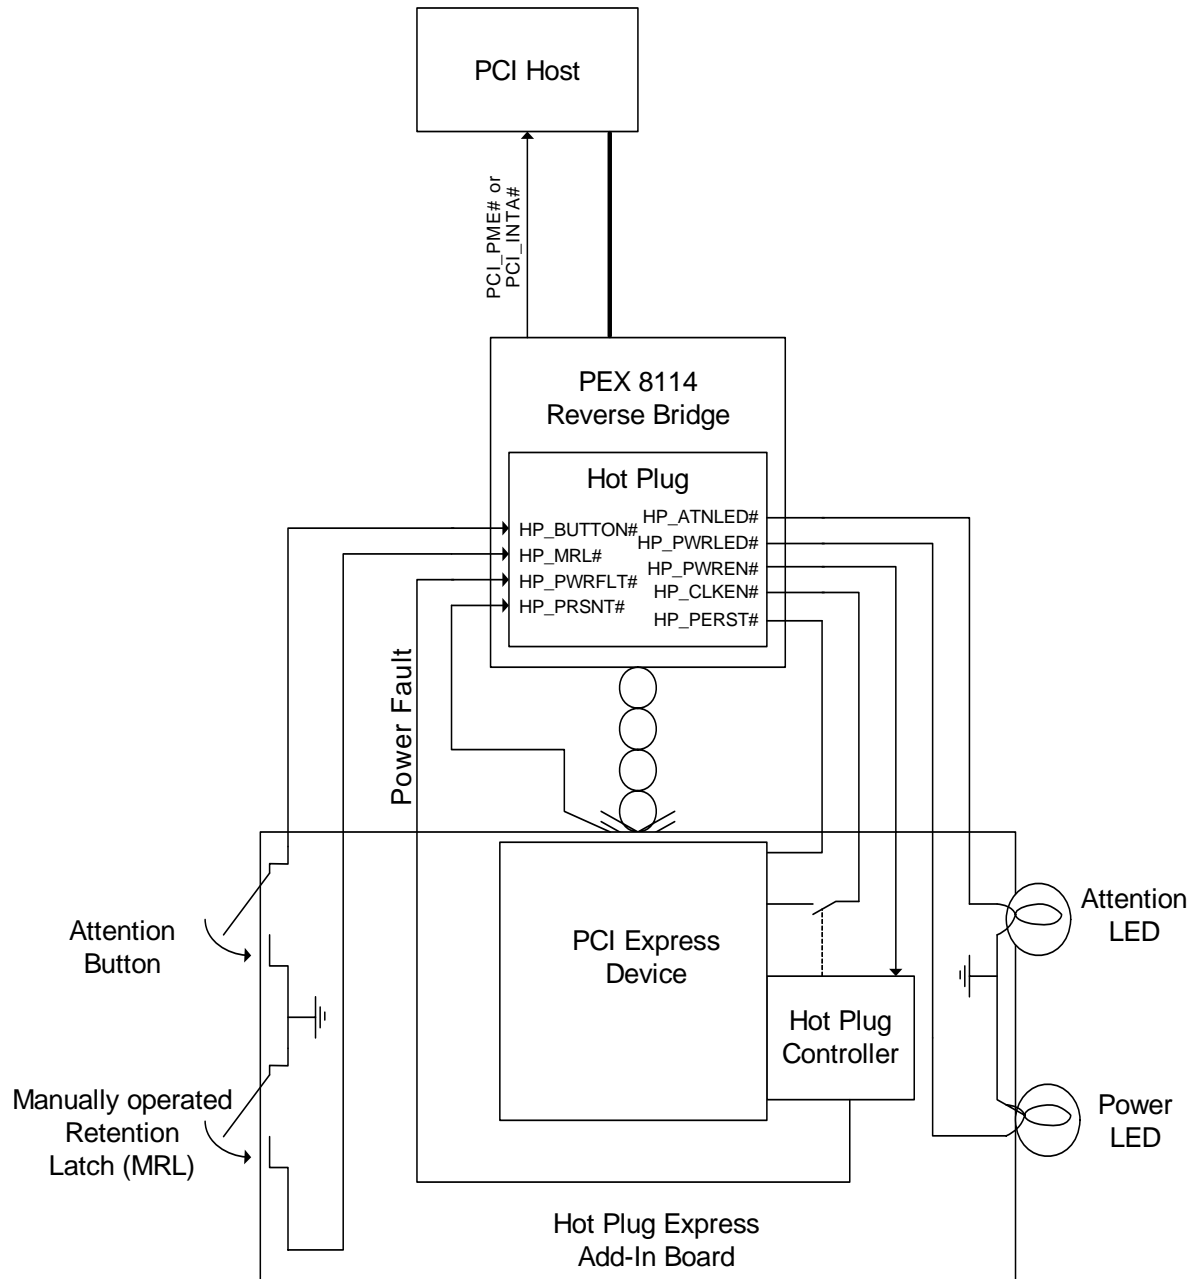 PCI Host
PCI_PME# or
PCI_INTA#
PEX 8114
Reverse Bridge
Hot Plug
HP_BUTTON#
HP_MRL#
HP_PWRFLT#
HP_PRSNT#
HP_ATNLED#
HP_PWRLED#
HP_PWREN#
HP_CLKEN#
HP_PERST#
Power Fault
Attention
Button
PCI Express
Device
Attention
LED
Hot Plug
Controller
Manually operated
Retention
Latch (MRL)
Power
LED
Hot Plug Express
Add-In Board